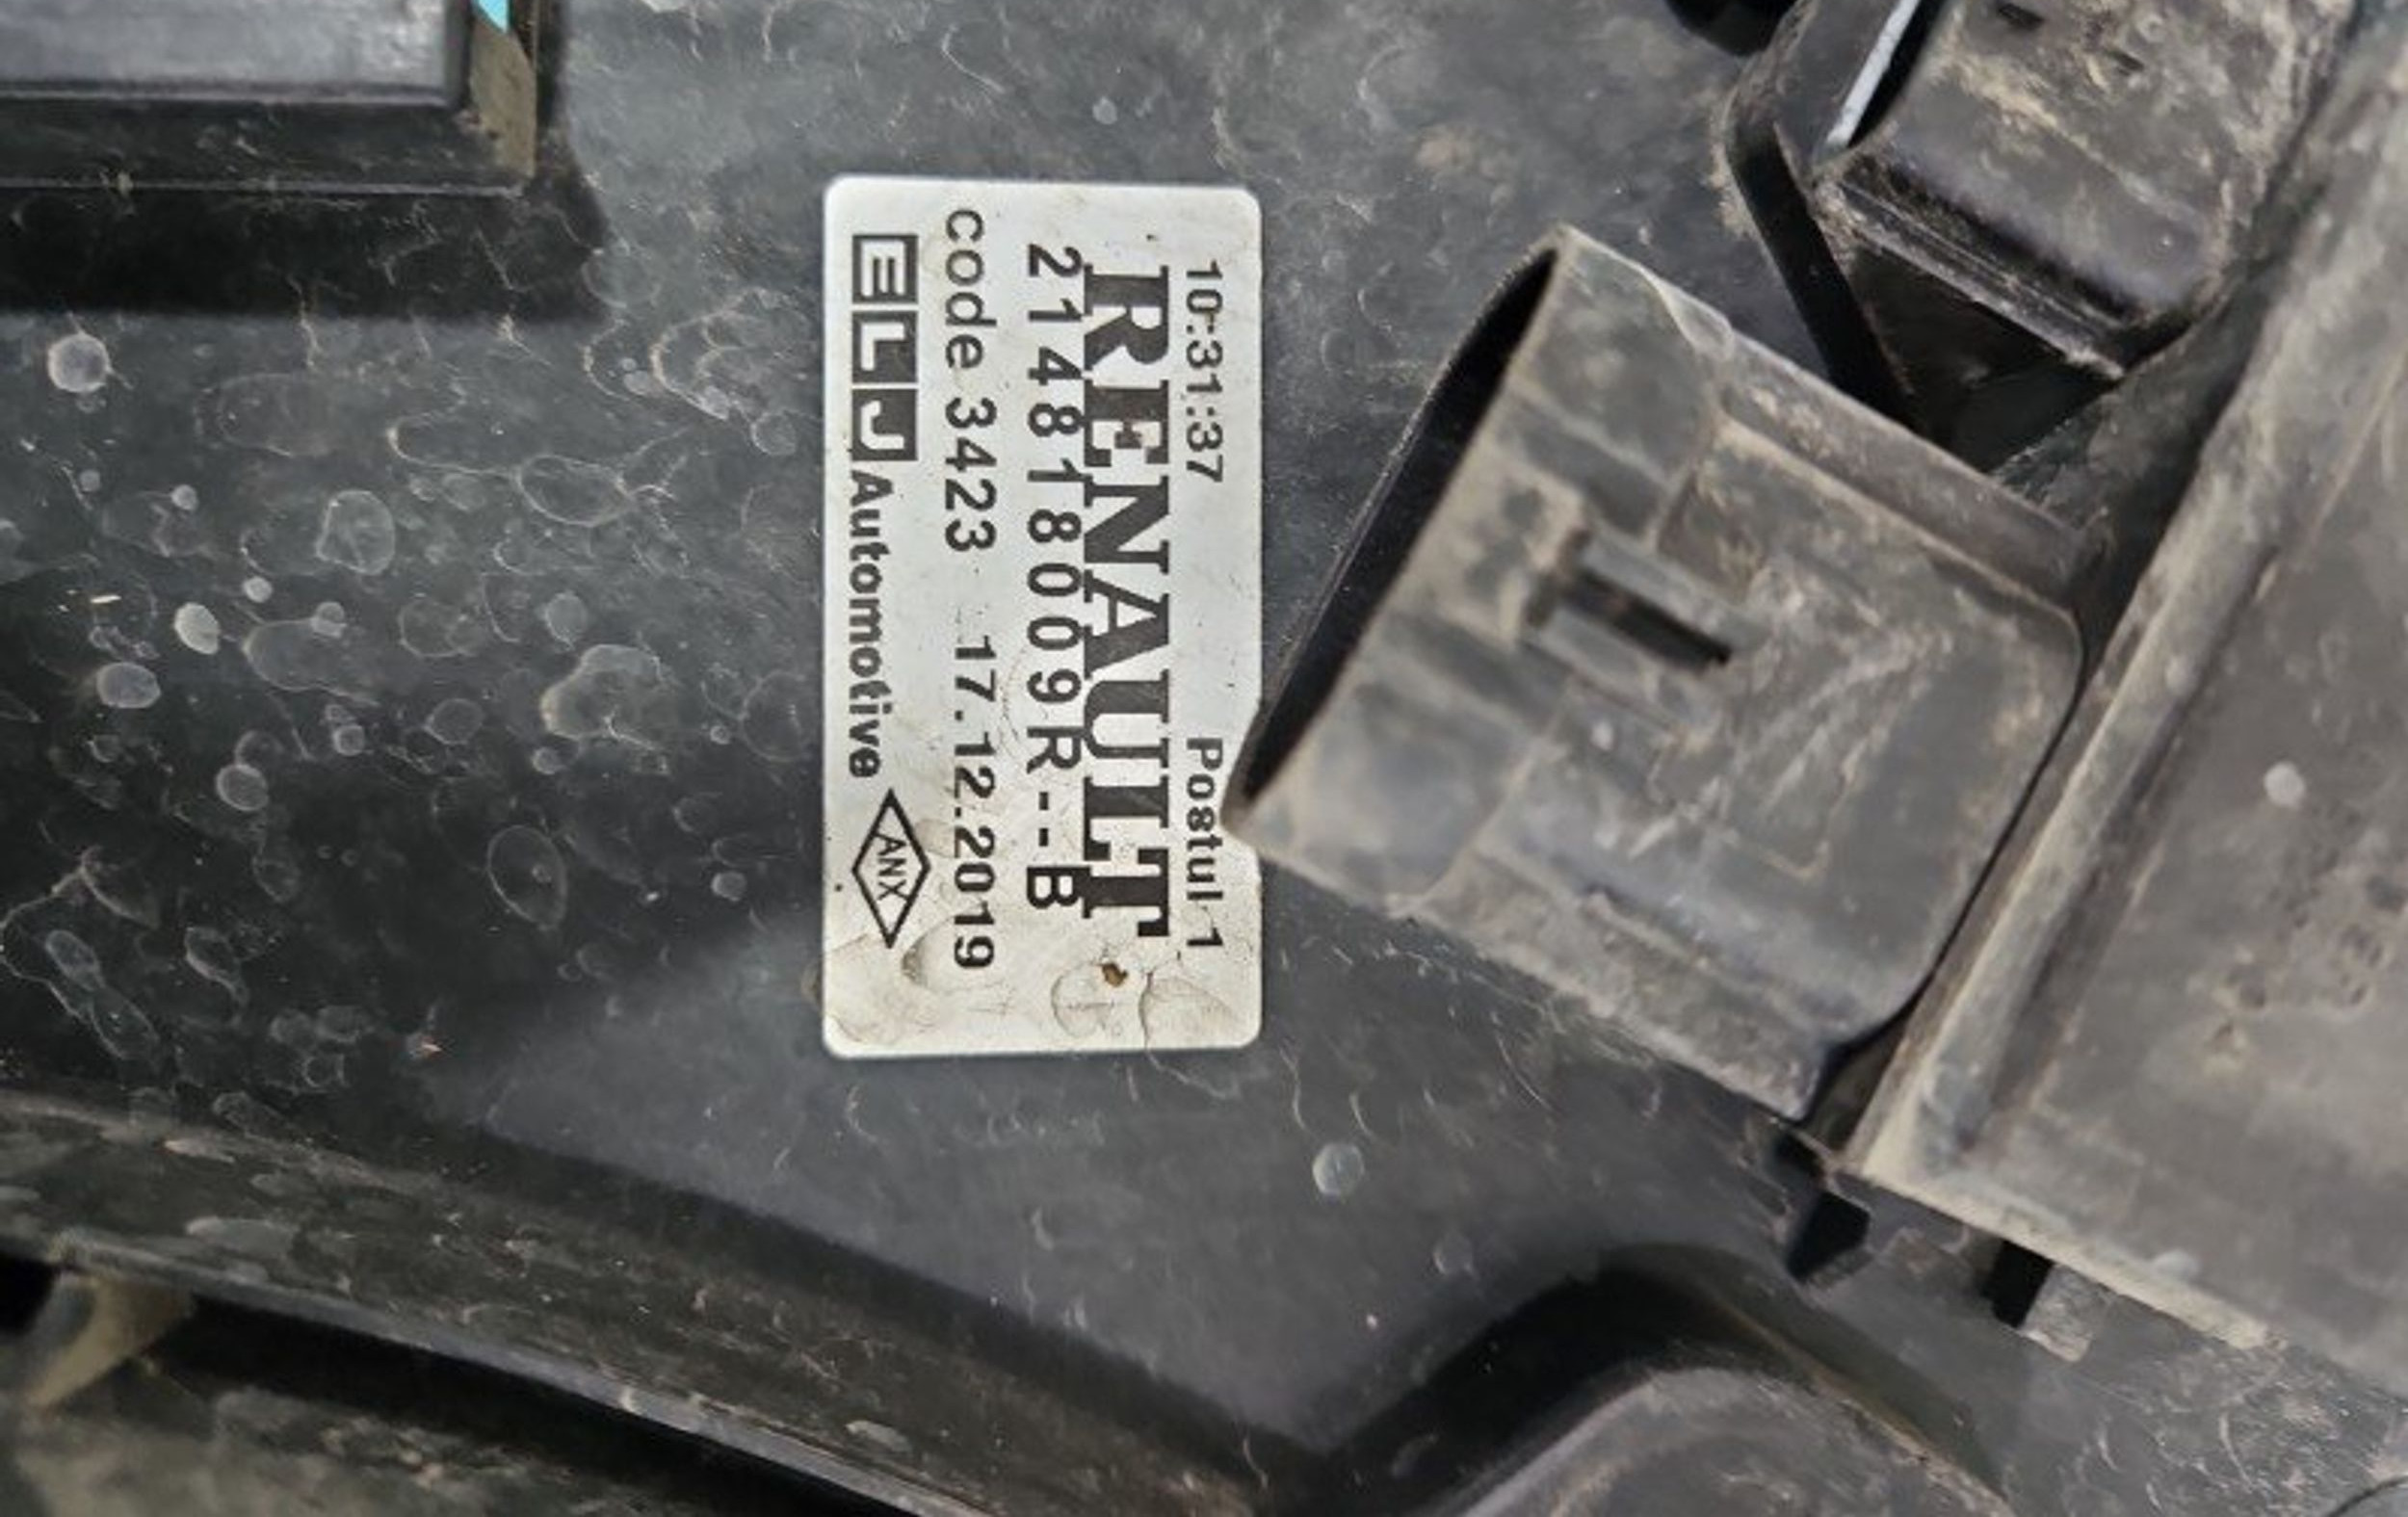 10:31:37 Postul 1
RENAULT
214818009R--B
code 3423 17.12.2019
ELJ Automotive ANX